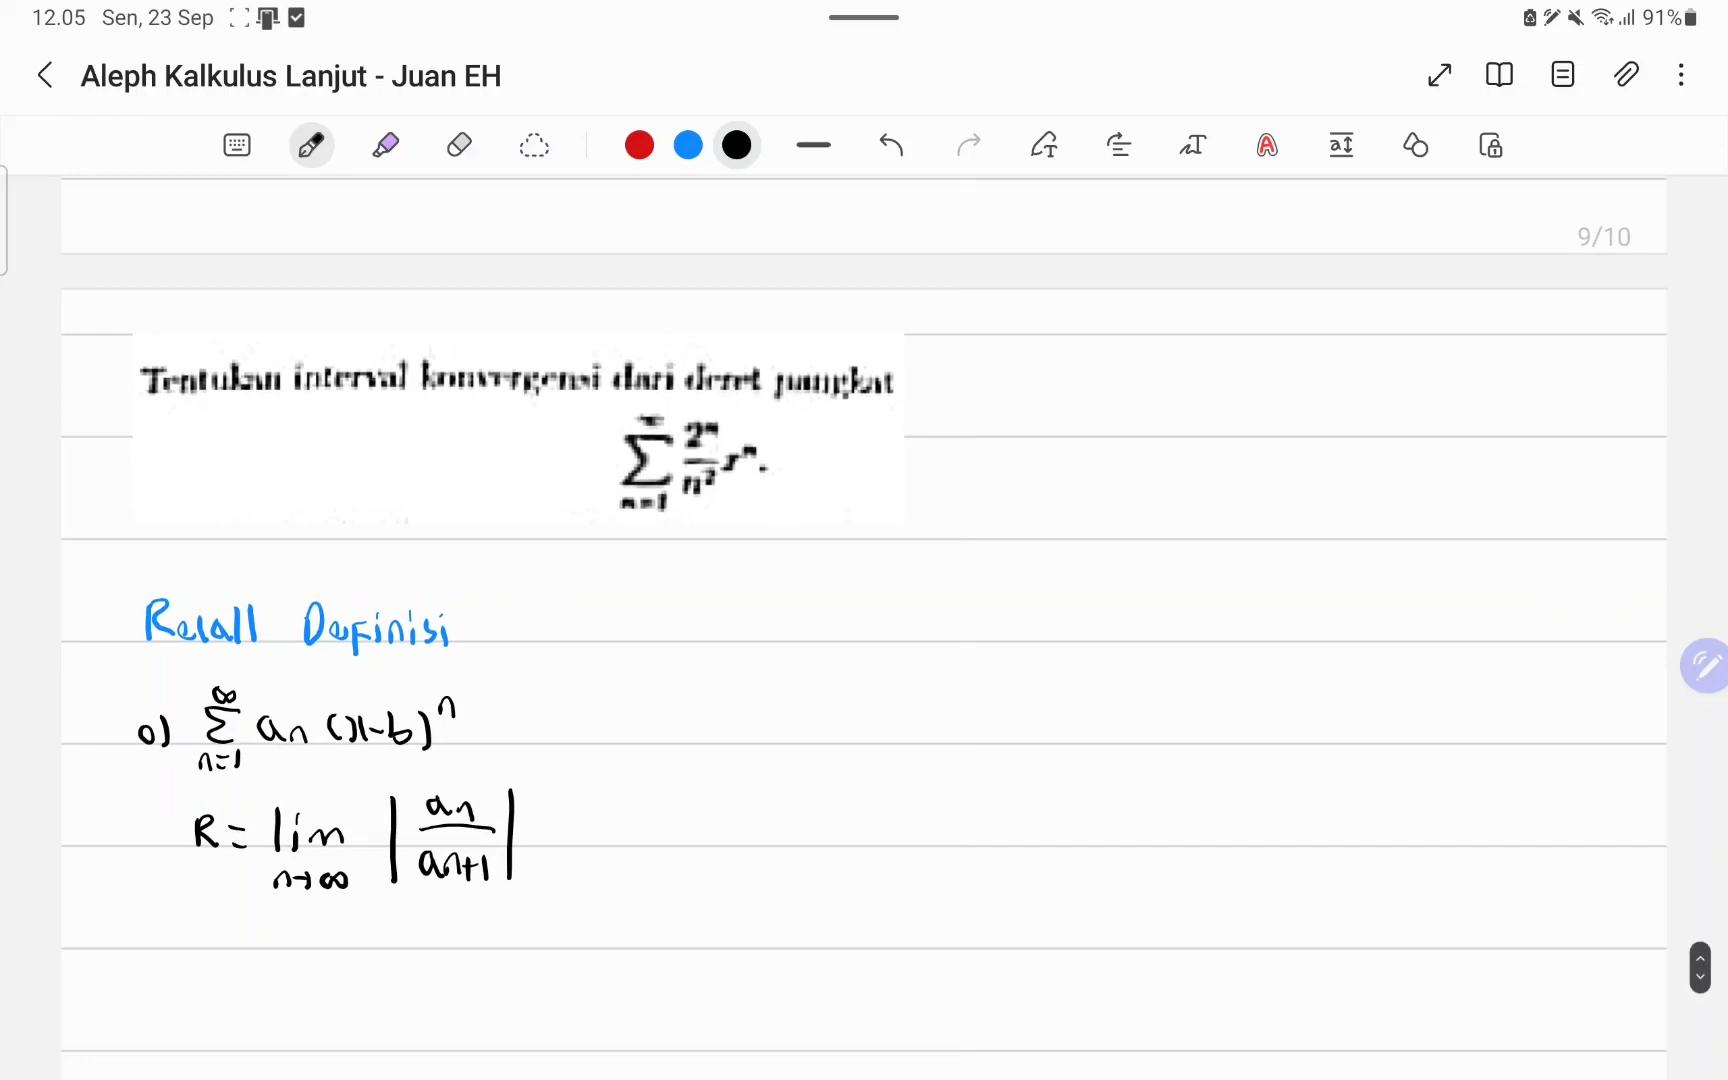 12.05 Sen, 23 Sep 91%
Aleph Kalkulus Lanjut - Juan EH
9/10
Tentukan interval konvergensi dari deret pangkat
∞
∑ 2ⁿ/n² xⁿ.
n=1
Recall Definisi
o) ∑ an (x-b)ⁿ
∞
n=1
R = lim | an / an+1 |
n→∞